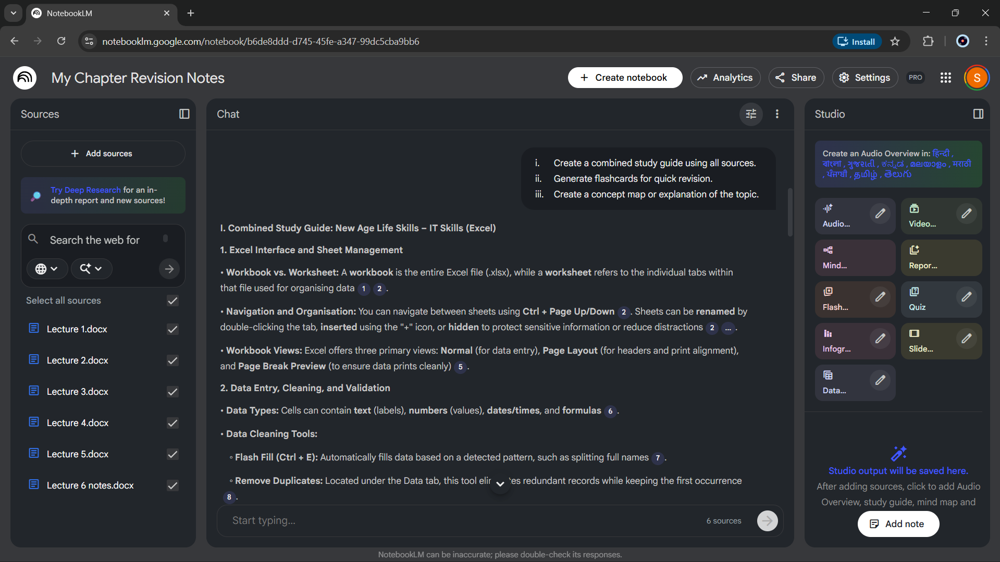 NotebookLM
notebooklm.google.com/notebook/b6de8ddd-d745-45fe-a347-99dc5cba9bb6
Install
My Chapter Revision Notes
Create notebook
Analytics
Share
Settings
PRO
S
Sources
Add sources
Try Deep Research for an in-
depth report and new sources!
Search the web for
Select all sources
Lecture 1.docx
Lecture 2.docx
Lecture 3.docx
Lecture 4.docx
Lecture 5.docx
Lecture 6 notes.docx
Chat
i. Create a combined study guide using all sources.
ii. Generate flashcards for quick revision.
iii. Create a concept map or explanation of the topic.
I. Combined Study Guide: New Age Life Skills – IT Skills (Excel)
1. Excel Interface and Sheet Management
• Workbook vs. Worksheet: A workbook is the entire Excel file (.xlsx), while a worksheet refers to the individual tabs within
that file used for organising data 1 2 .
• Navigation and Organisation: You can navigate between sheets using Ctrl + Page Up/Down 2 . Sheets can be renamed by
double-clicking the tab, inserted using the "+" icon, or hidden to protect sensitive information or reduce distractions 2 ... .
• Workbook Views: Excel offers three primary views: Normal (for data entry), Page Layout (for headers and print alignment),
and Page Break Preview (to ensure data prints cleanly) 5 .
2. Data Entry, Cleaning, and Validation
• Data Types: Cells can contain text (labels), numbers (values), dates/times, and formulas 6 .
• Data Cleaning Tools:
◦ Flash Fill (Ctrl + E): Automatically fills data based on a detected pattern, such as splitting full names 7 .
◦ Remove Duplicates: Located under the Data tab, this tool redundant records while keeping the first occurrence
8 .
Start typing...
6 sources
NotebookLM can be inaccurate; please double-check its responses.
Studio
Create an Audio Overview in: हिन्दी ,
বাংলা , ગુજરાતી , ಕನ್ನಡ , മലയാളം , मराठी
, ਪੰਜਾਬੀ , தமிழ் , తెలుగు
Audio...
Video...
Mind...
Repor...
Flash...
Quiz
Infogr...
Slide...
Data...
Studio output will be saved here.
After adding sources, click to add Audio
Overview, study guide, mind map and
Add note